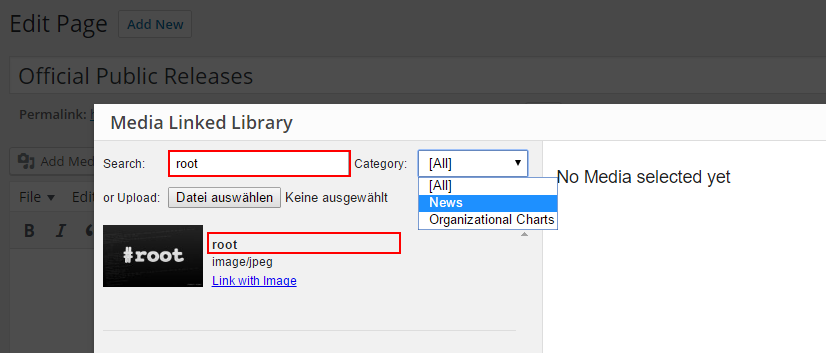 Edit Page Add New
Official Public Releases
Permalink:
Media Linked Library
Add Med
File Edit
B I
Search: root Category: [All]
[All]
News
Organizational Charts
or Upload: Datei auswählen Keine ausgewählt
No Media selected yet
#root
root
image/jpeg
Link with Image